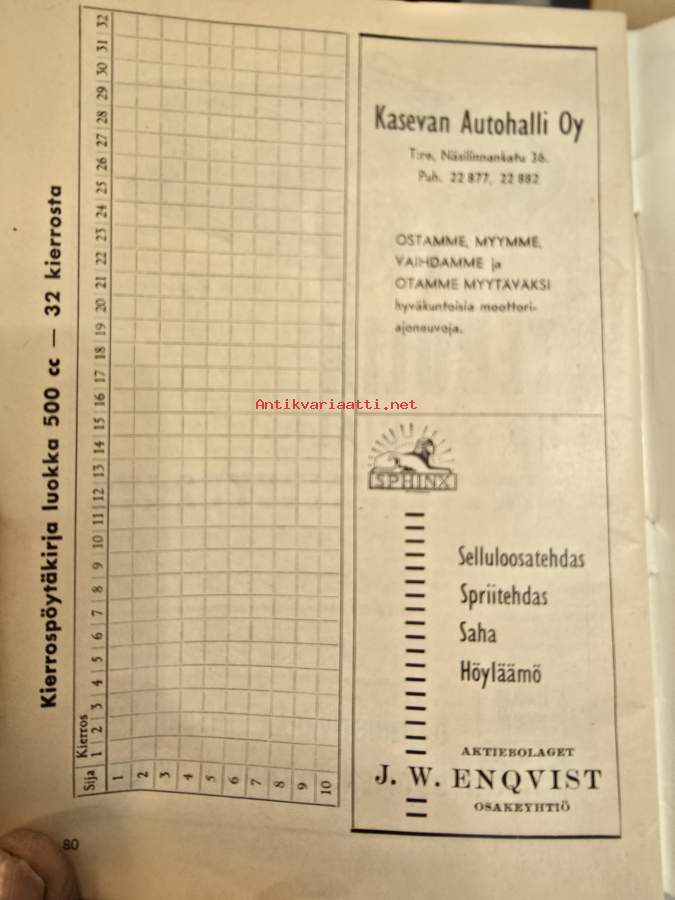 Kierrospöytäkirja luokka 500 cc — 32 kierrosta
Kierros
Sija 1 2 3 4 5 6 7 8 9 10 11 12 13 14 15 16 17 18 19 20 21 22 23 24 25 26 27 28 29 30 31 32
1
2
3
4
5
6
7
8
9
10
Kasevan Autohalli Oy
T:re, Näsilinnankatu 36.
Puh. 22 877, 22 882
OSTAMME, MYYMME,
VAIHDAMME ja
OTAMME MYYTÄVÄKSI
hyväkuntoisia moottori-
ajoneuvoja.
Antikvariaatti.net
SPHINX
Selluloosatehdas
Spriitehdas
Saha
Höyläämö
AKTIEBOLAGET
J. W. ENQVIST
OSAKEYHTIÖ
80